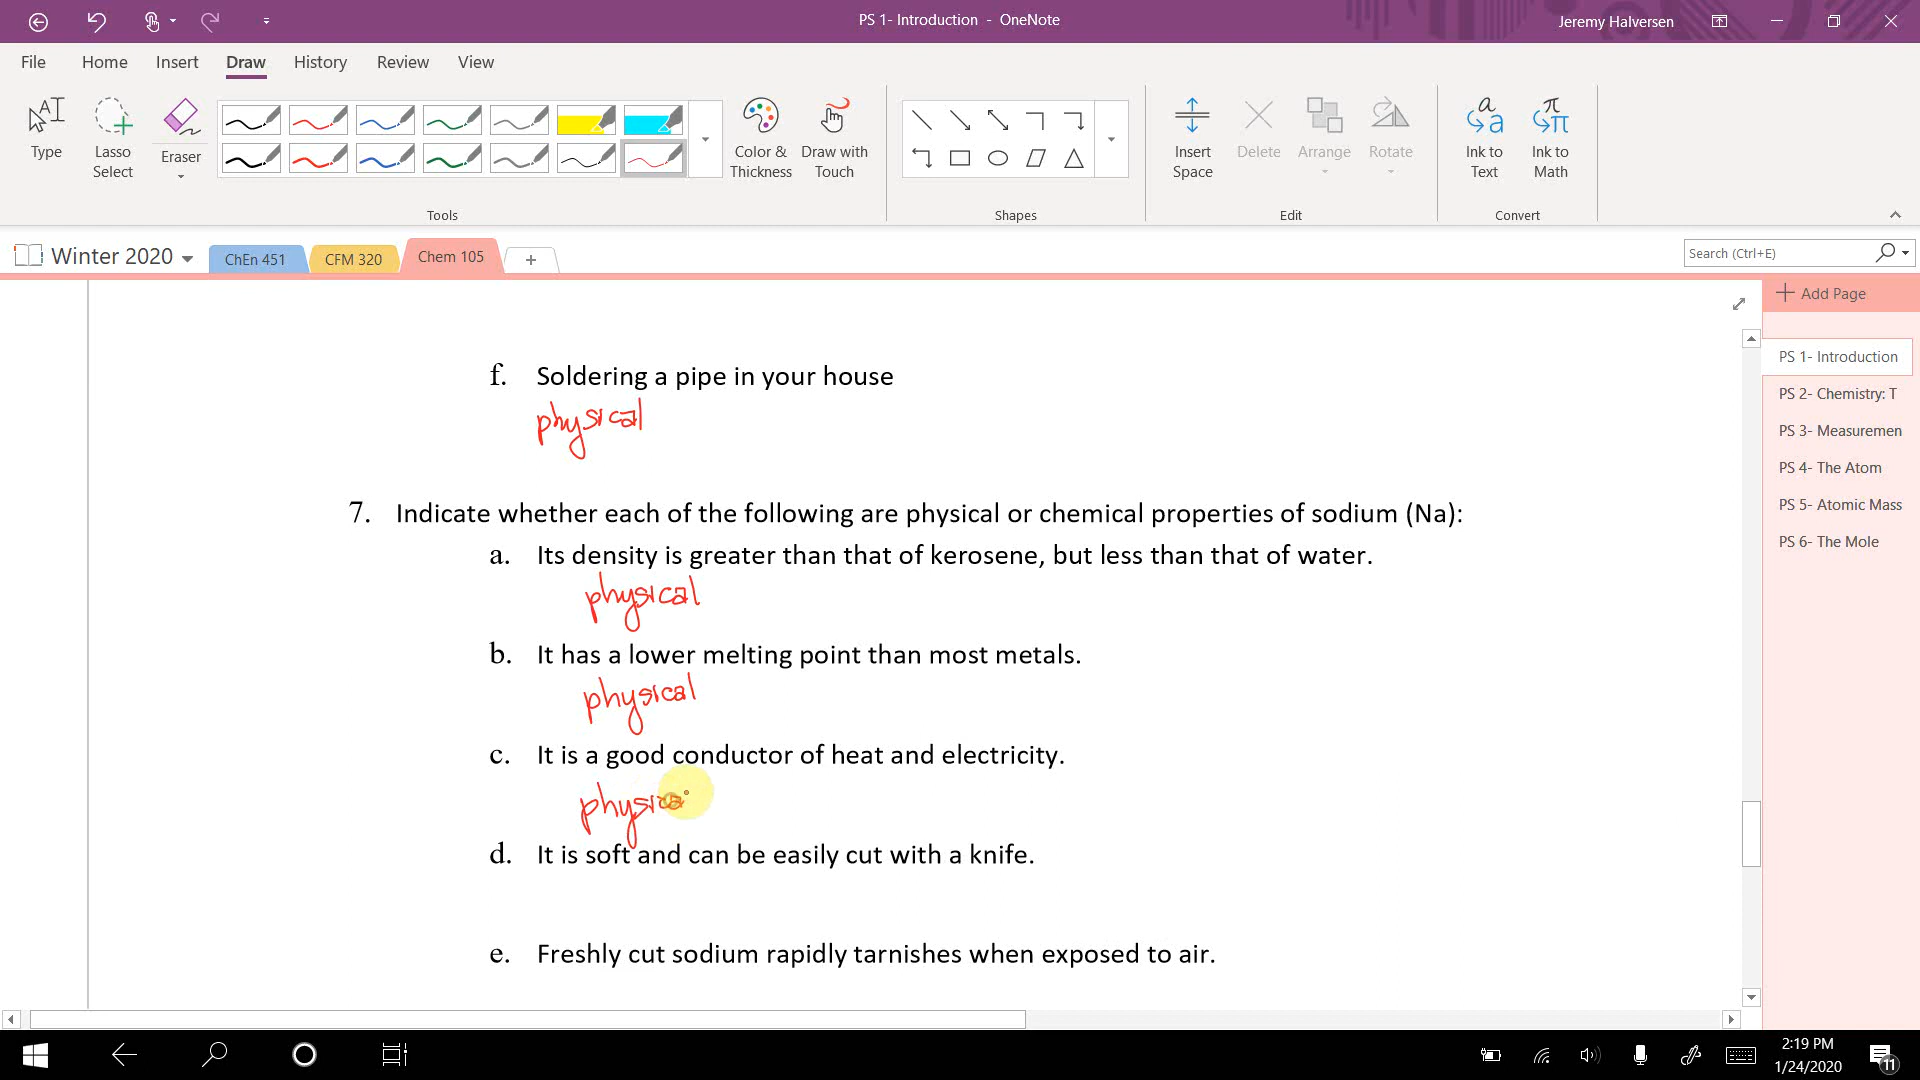 PS 1- Introduction - OneNote
Jeremy Halversen
File Home Insert Draw History Review View
Type
Lasso Select
Eraser
Color & Thickness
Draw with Touch
Insert Space
Delete
Arrange
Rotate
Ink to Text
Ink to Math
Tools
Shapes
Edit
Convert
Winter 2020
ChEn 451
CFM 320
Chem 105
+
Search (Ctrl+E)
Add Page
PS 1- Introduction
PS 2- Chemistry: T
PS 3- Measuremen
PS 4- The Atom
PS 5- Atomic Mass
PS 6- The Mole
f. Soldering a pipe in your house
physical
7. Indicate whether each of the following are physical or chemical properties of sodium (Na):
a. Its density is greater than that of kerosene, but less than that of water.
physical
b. It has a lower melting point than most metals.
physical
c. It is a good conductor of heat and electricity.
physica
d. It is soft and can be easily cut with a knife.
e. Freshly cut sodium rapidly tarnishes when exposed to air.
2:19 PM
1/24/2020
11